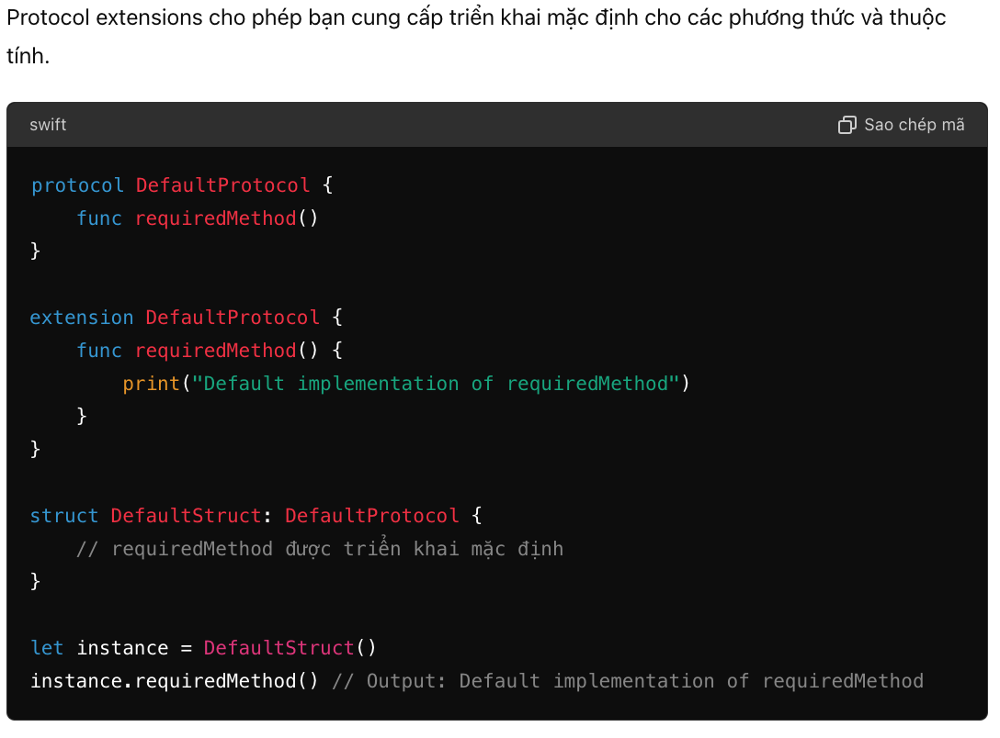 Protocol extensions cho phép bạn cung cấp triển khai mặc định cho các phương thức và thuộc
tính.
swift
Sao chép mã
protocol DefaultProtocol {
    func requiredMethod()
}

extension DefaultProtocol {
    func requiredMethod() {
        print("Default implementation of requiredMethod")
    }
}

struct DefaultStruct: DefaultProtocol {
    // requiredMethod được triển khai mặc định
}

let instance = DefaultStruct()
instance.requiredMethod() // Output: Default implementation of requiredMethod